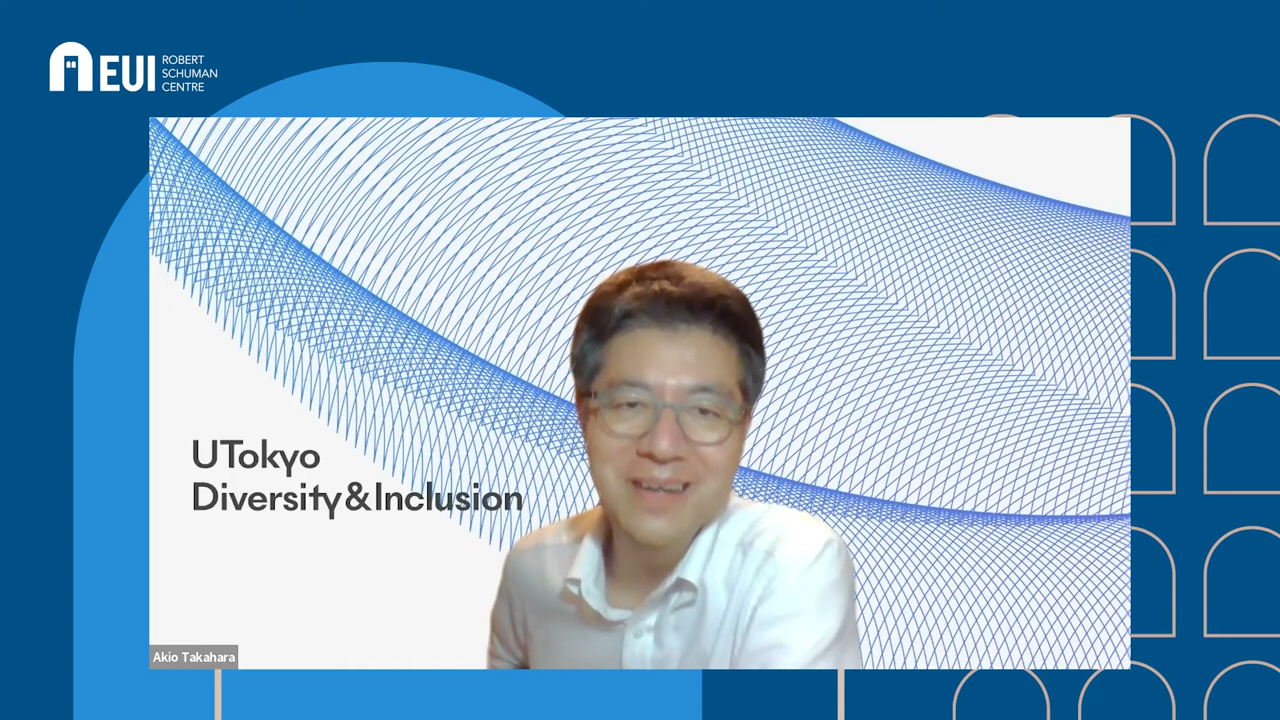 EUI
ROBERT
SCHUMAN
CENTRE
UTokyo
Diversity&Inclusion
Akio Takahara